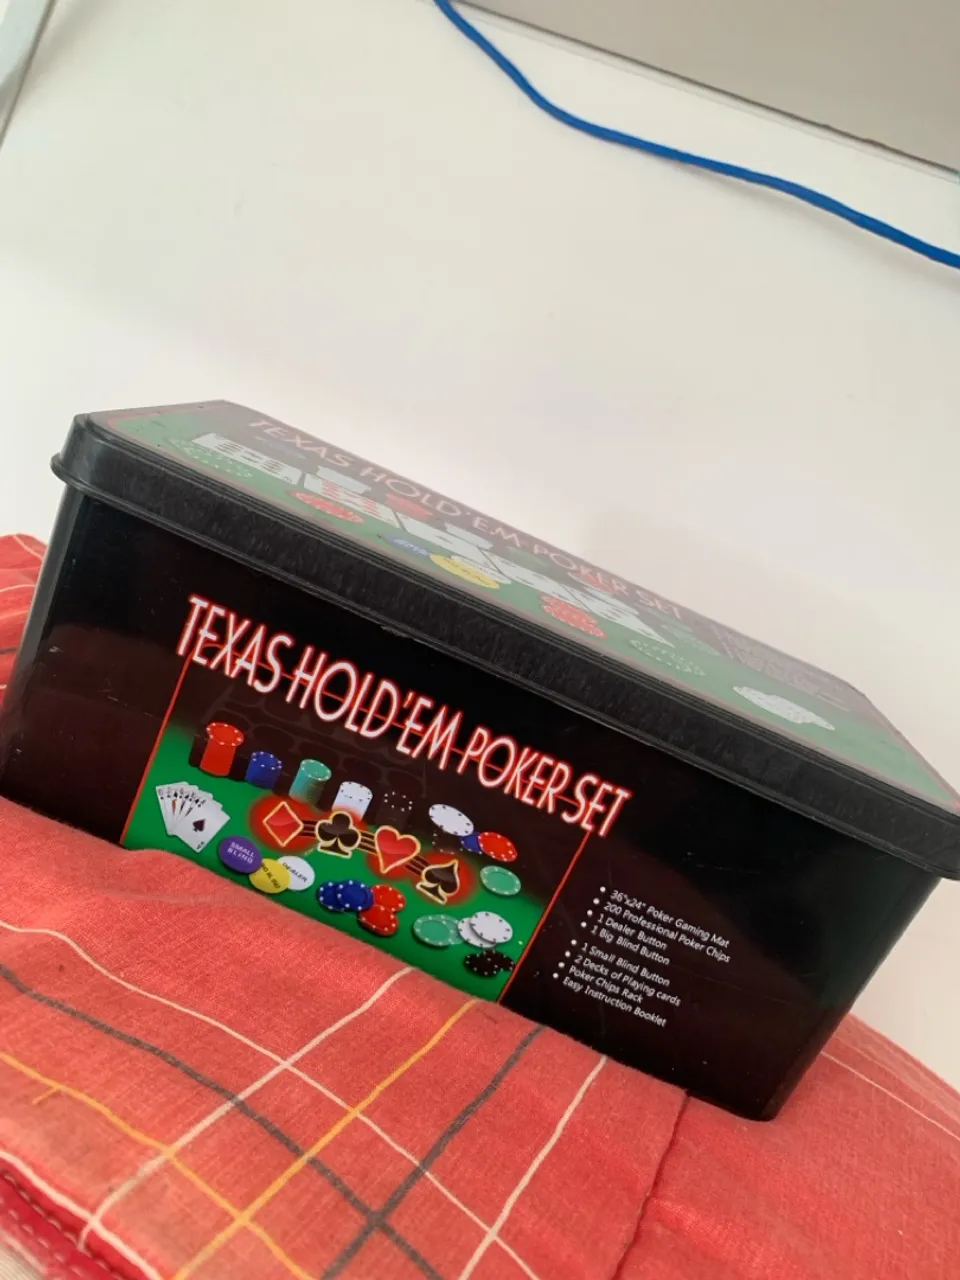 TEXAS HOLD'EM POKER SET
TEXAS HOLD'EM POKER SET
SMALL
BLIND
DEALER
• 36"x24" Poker Gaming Mat
• 200 Professional Poker Chips
• 1 Dealer Button
• 1 Big Blind Button
• 1 Small Blind Button
• 2 Decks of Playing cards
• Poker Chips Rack
• Easy Instruction Booklet